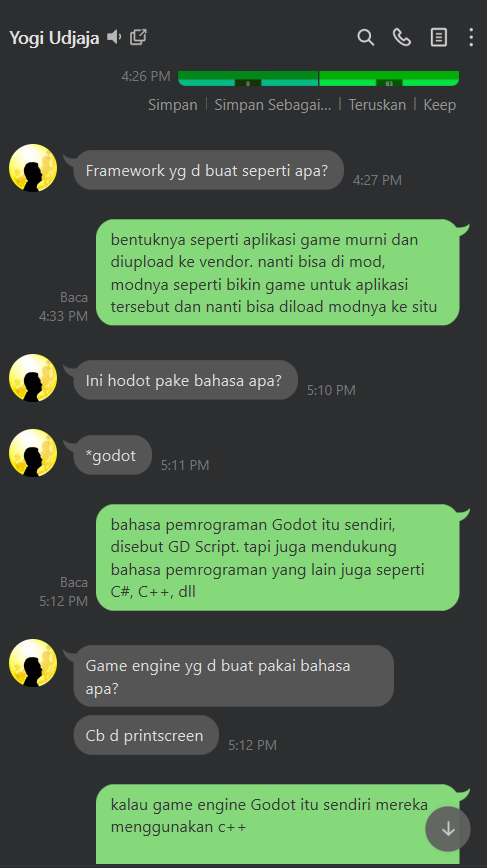 Yogi Udjaja
4:26 PM
Simpan | Simpan Sebagai... | Teruskan | Keep
Framework yg d buat seperti apa?
4:27 PM
bentuknya seperti aplikasi game murni dan
diupload ke vendor. nanti bisa di mod,
modnya seperti bikin game untuk aplikasi
tersebut dan nanti bisa diload modnya ke situ
Baca
4:33 PM
Ini hodot pake bahasa apa?
5:10 PM
*godot
5:11 PM
bahasa pemrograman Godot itu sendiri,
disebut GD Script. tapi juga mendukung
bahasa pemrograman yang lain juga seperti
C#, C++, dll
Baca
5:12 PM
Game engine yg d buat pakai bahasa
apa?
Cb d printscreen
5:12 PM
kalau game engine Godot itu sendiri mereka
menggunakan c++